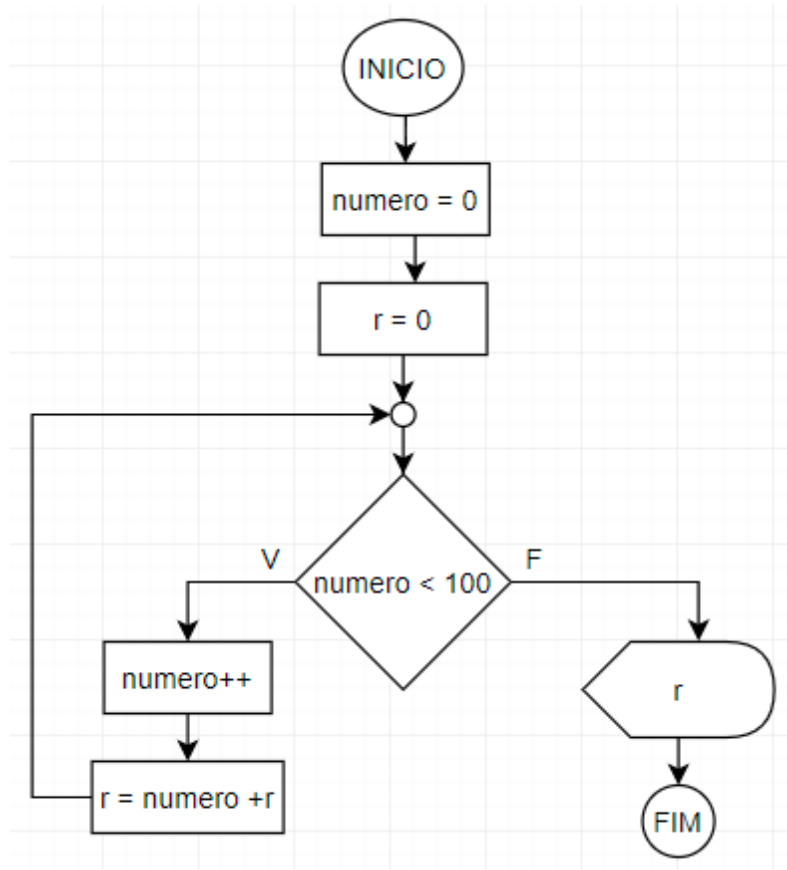 INICIO
numero = 0
r = 0
numero < 100
V
F
numero++
r = numero +r
r
FIM